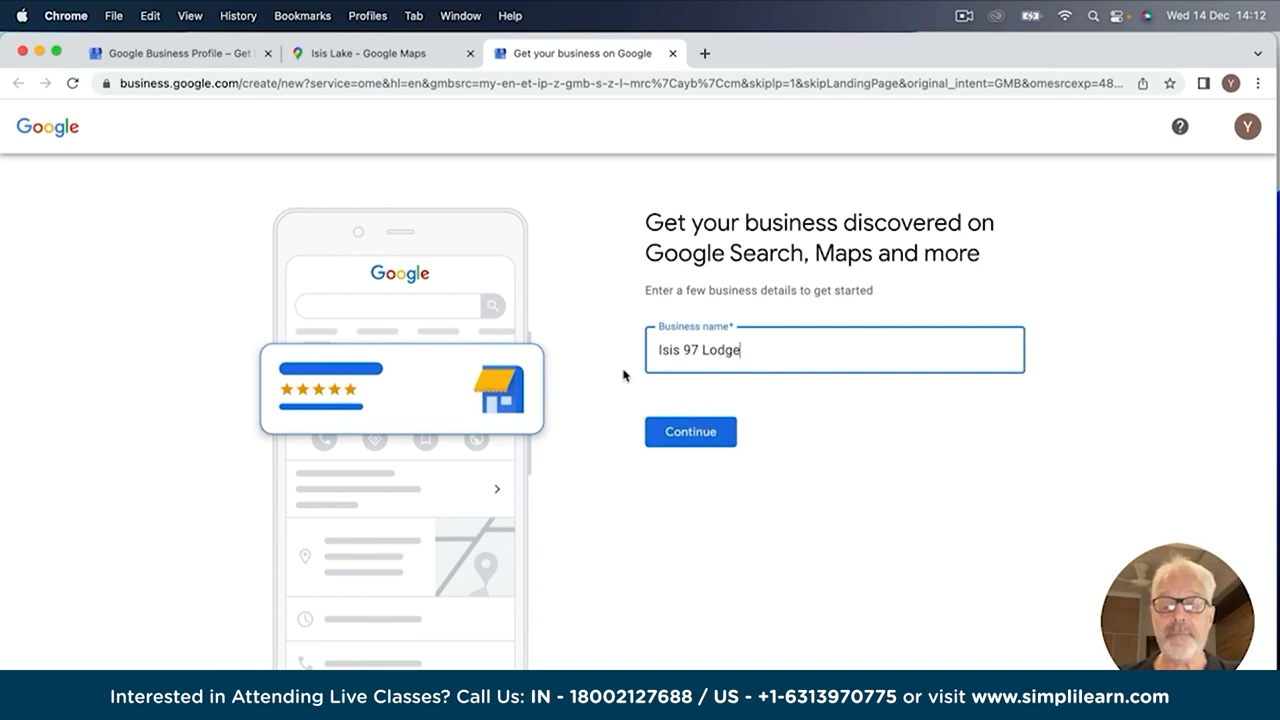 Chrome File Edit View History Bookmarks Profiles Tab Window Help Wed 14 Dec 14:12
Google Business Profile – Get Isis Lake - Google Maps Get your business on Google
business.google.com/create/new?service=ome&hl=en&gmbsrc=my-en-et-ip-z-gmb-s-z-l~mrc%7Cayb%7Ccm&skiplp=1&skipLandingPage&original_intent=GMB&omesrcexp=48...
Y
Google
Y
Google
Get your business discovered on
Google Search, Maps and more
Enter a few business details to get started
Business name*
Isis 97 Lodge
Continue
Interested in Attending Live Classes? Call Us: IN - 18002127688 / US - +1-6313970775 or visit www.simplilearn.com